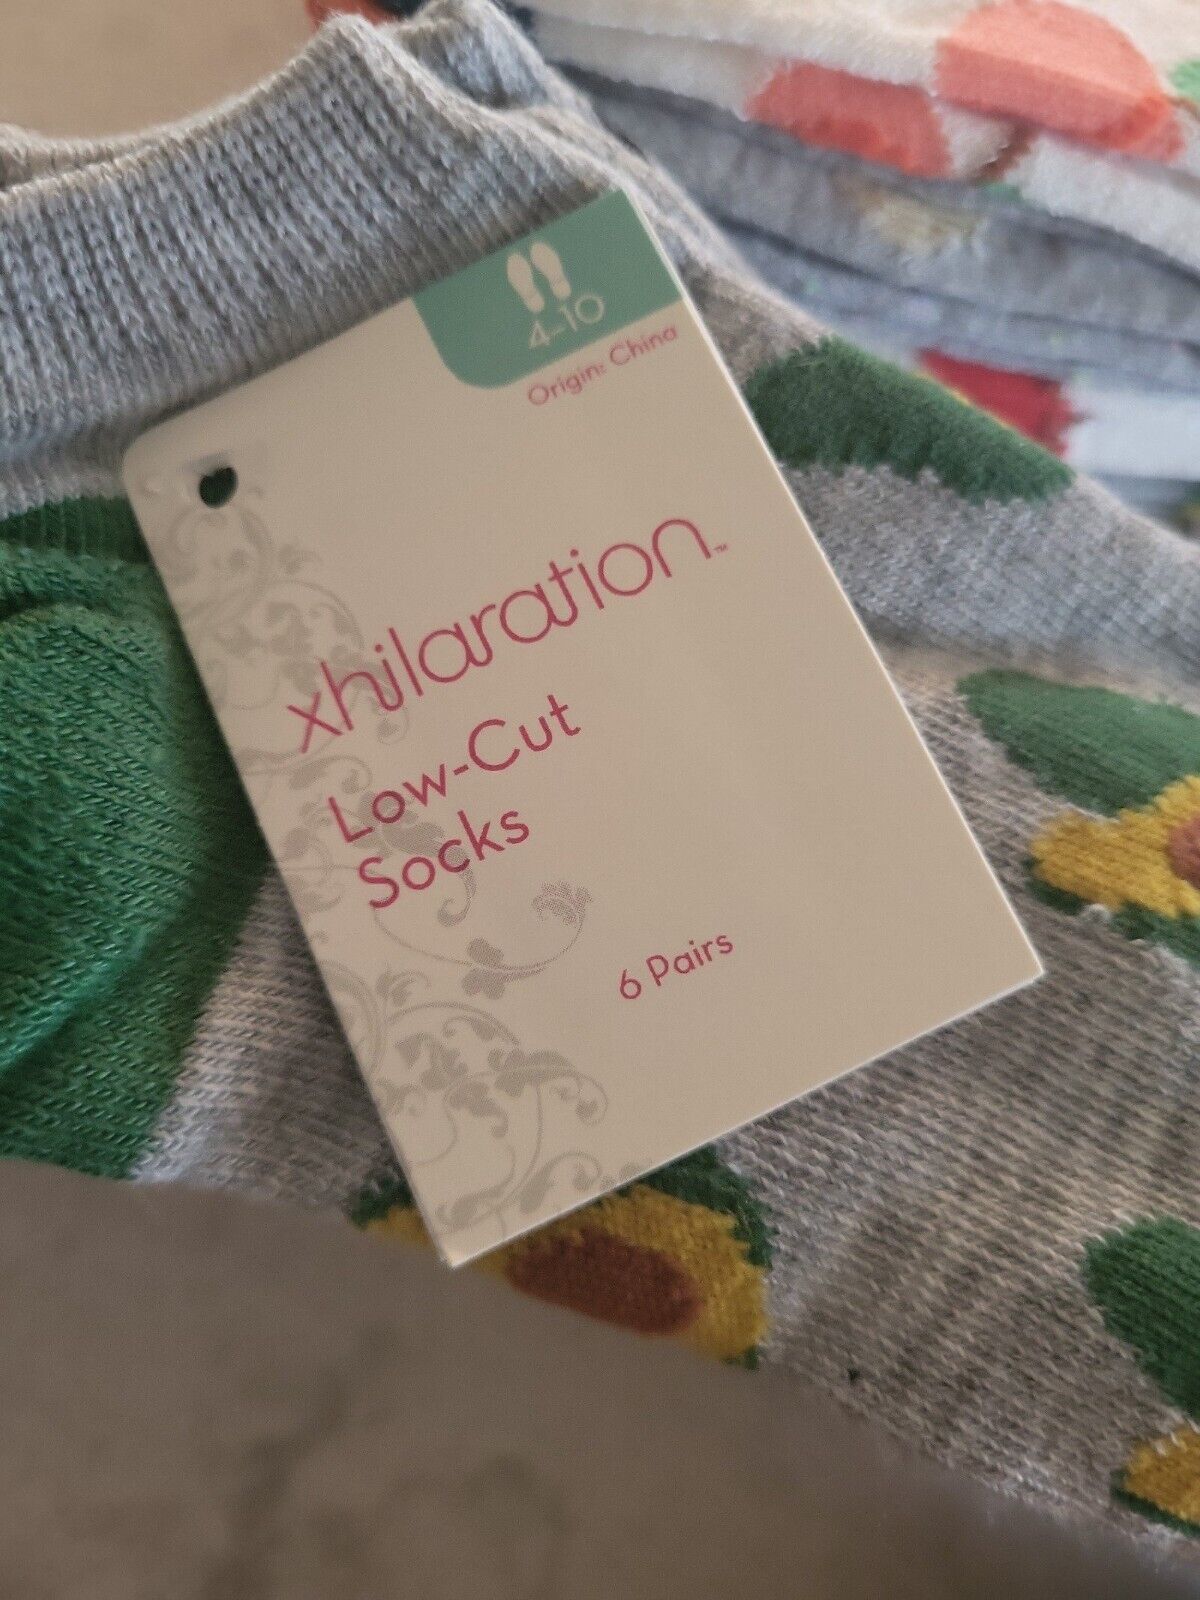 4-10
Origin: China
xhilaration™
Low-Cut
Socks
6 Pairs